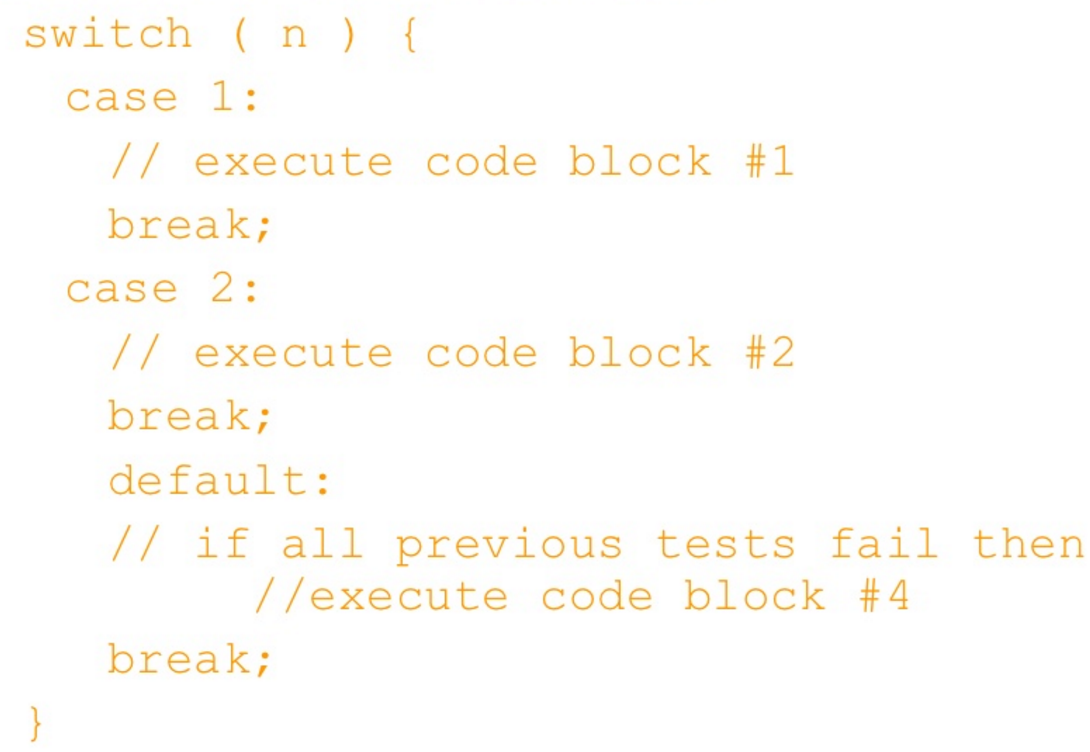 switch ( n ) {
case 1:
// execute code block #1
break;
case 2:
// execute code block #2
break;
default:
// if all previous tests fail then
//execute code block #4
break;
}